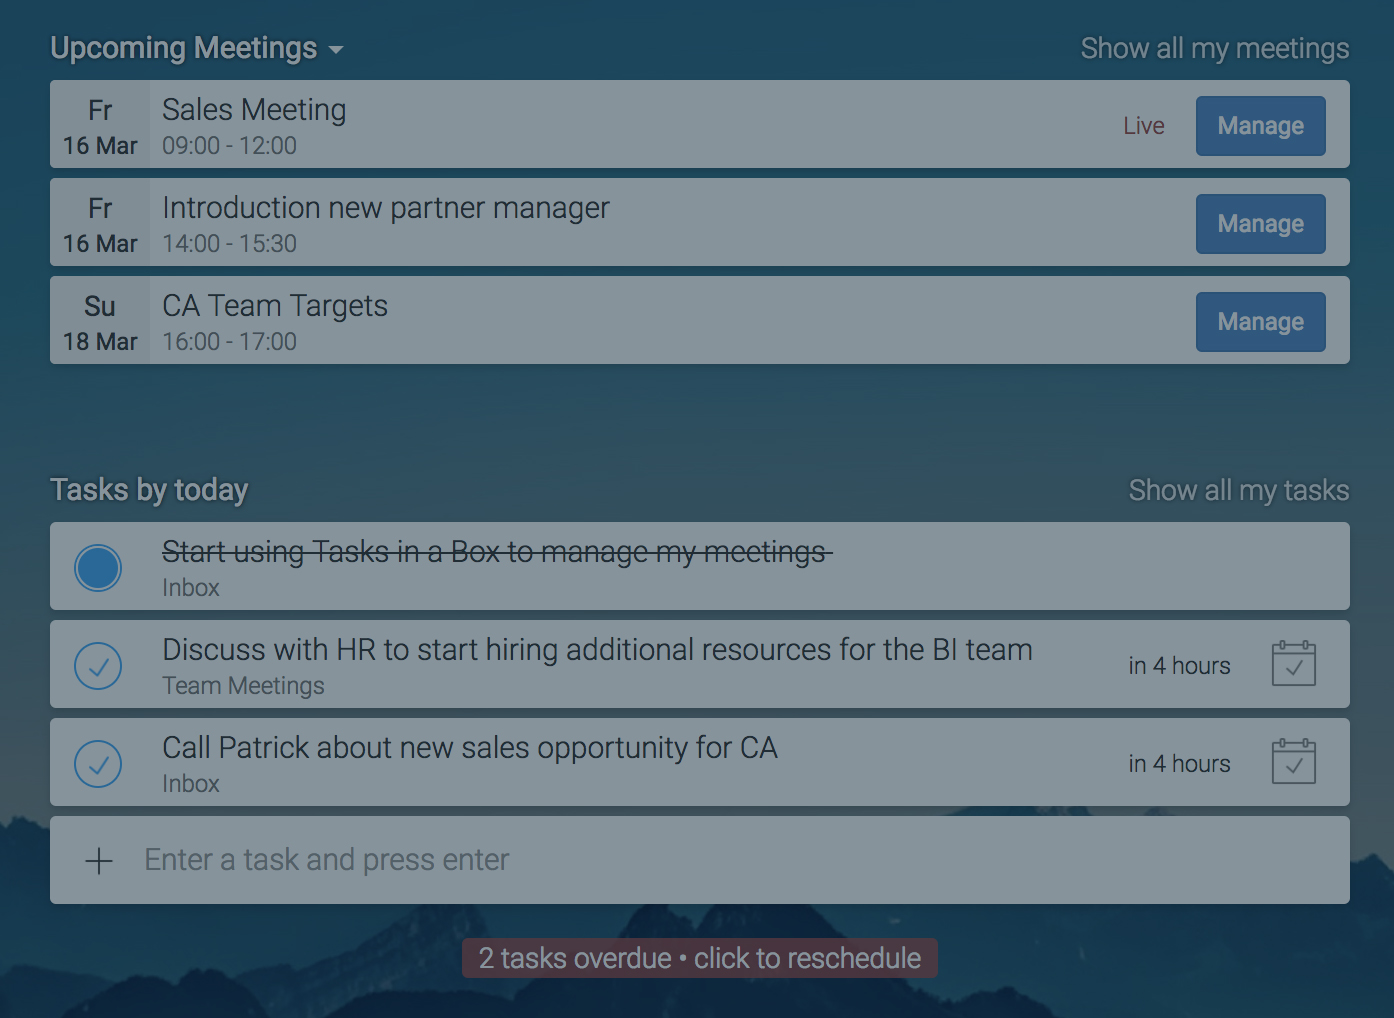 Upcoming Meetings
Show all my meetings
Fr
16 Mar
Sales Meeting
09:00 - 12:00
Live
Manage
Fr
16 Mar
Introduction new partner manager
14:00 - 15:30
Manage
Su
18 Mar
CA Team Targets
16:00 - 17:00
Manage
Tasks by today
Show all my tasks
Start using Tasks in a Box to manage my meetings
Inbox
Discuss with HR to start hiring additional resources for the BI team
Team Meetings
in 4 hours
Call Patrick about new sales opportunity for CA
Inbox
in 4 hours
Enter a task and press enter
2 tasks overdue • click to reschedule